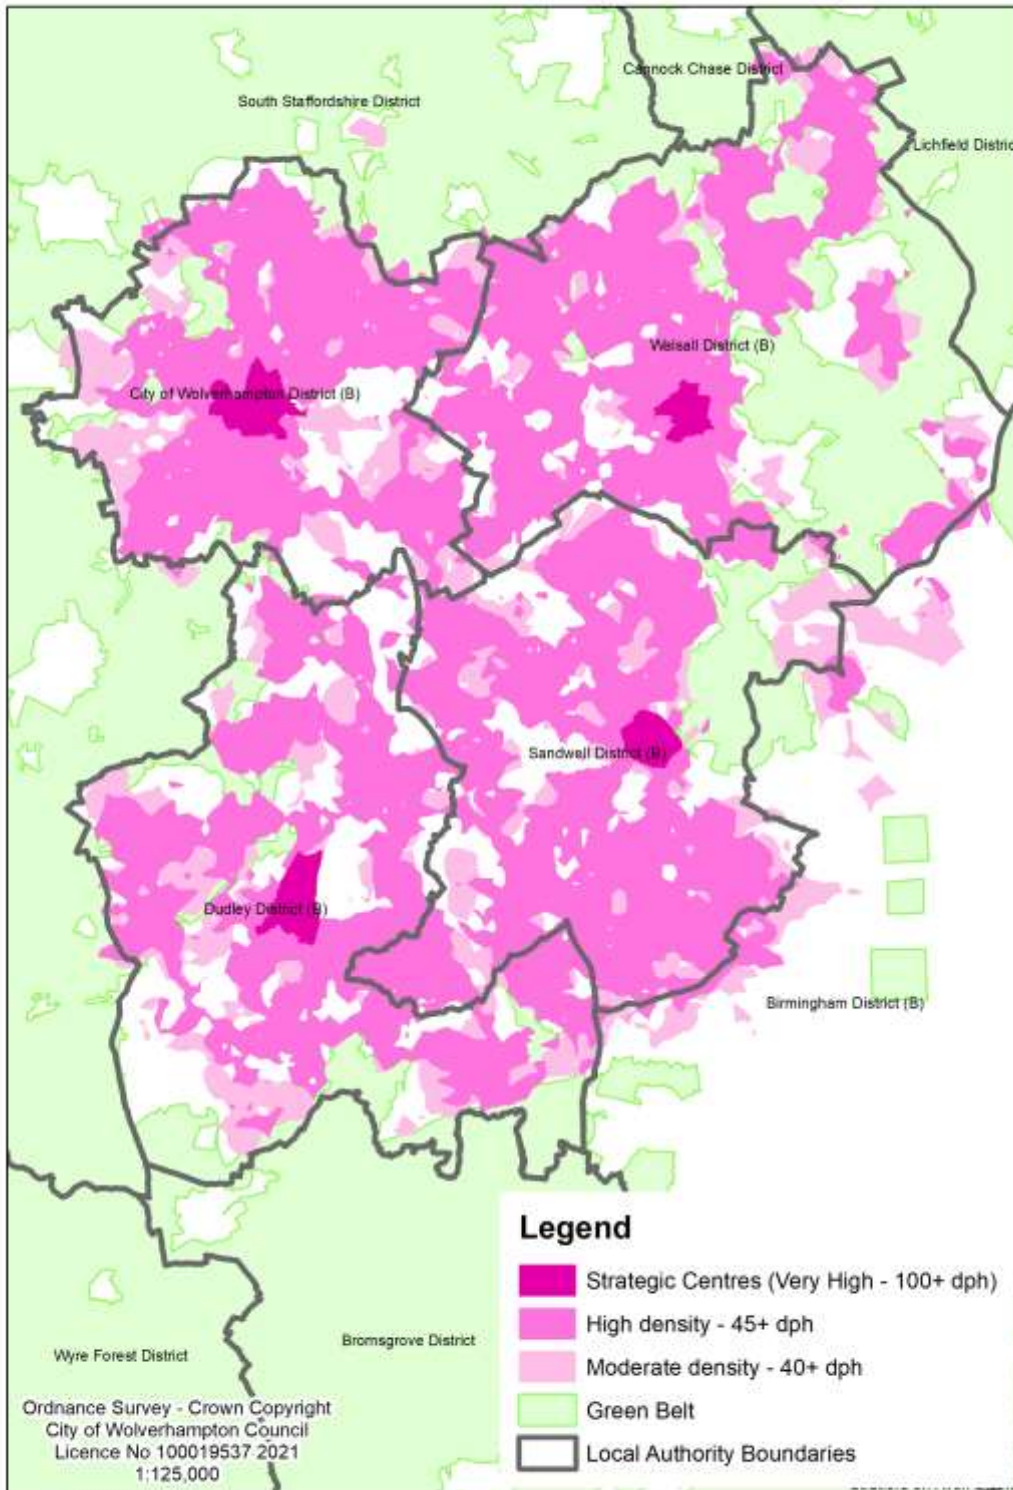 Cannock Chase District
South Staffordshire District
Lichfield Distric
Walsall District (B)
City of Wolverhampton District (B)
Sandwell District (B)
Dudley District (B)
Birmingham District (B)
Legend
Strategic Centres (Very High - 100+ dph)
High density - 45+ dph
Moderate density - 40+ dph
Green Belt
Local Authority Boundaries
Bromsgrove District
Wyre Forest District
Ordnance Survey - Crown Copyright
City of Wolverhampton Council
Licence No 100019537 2021
1:125,000